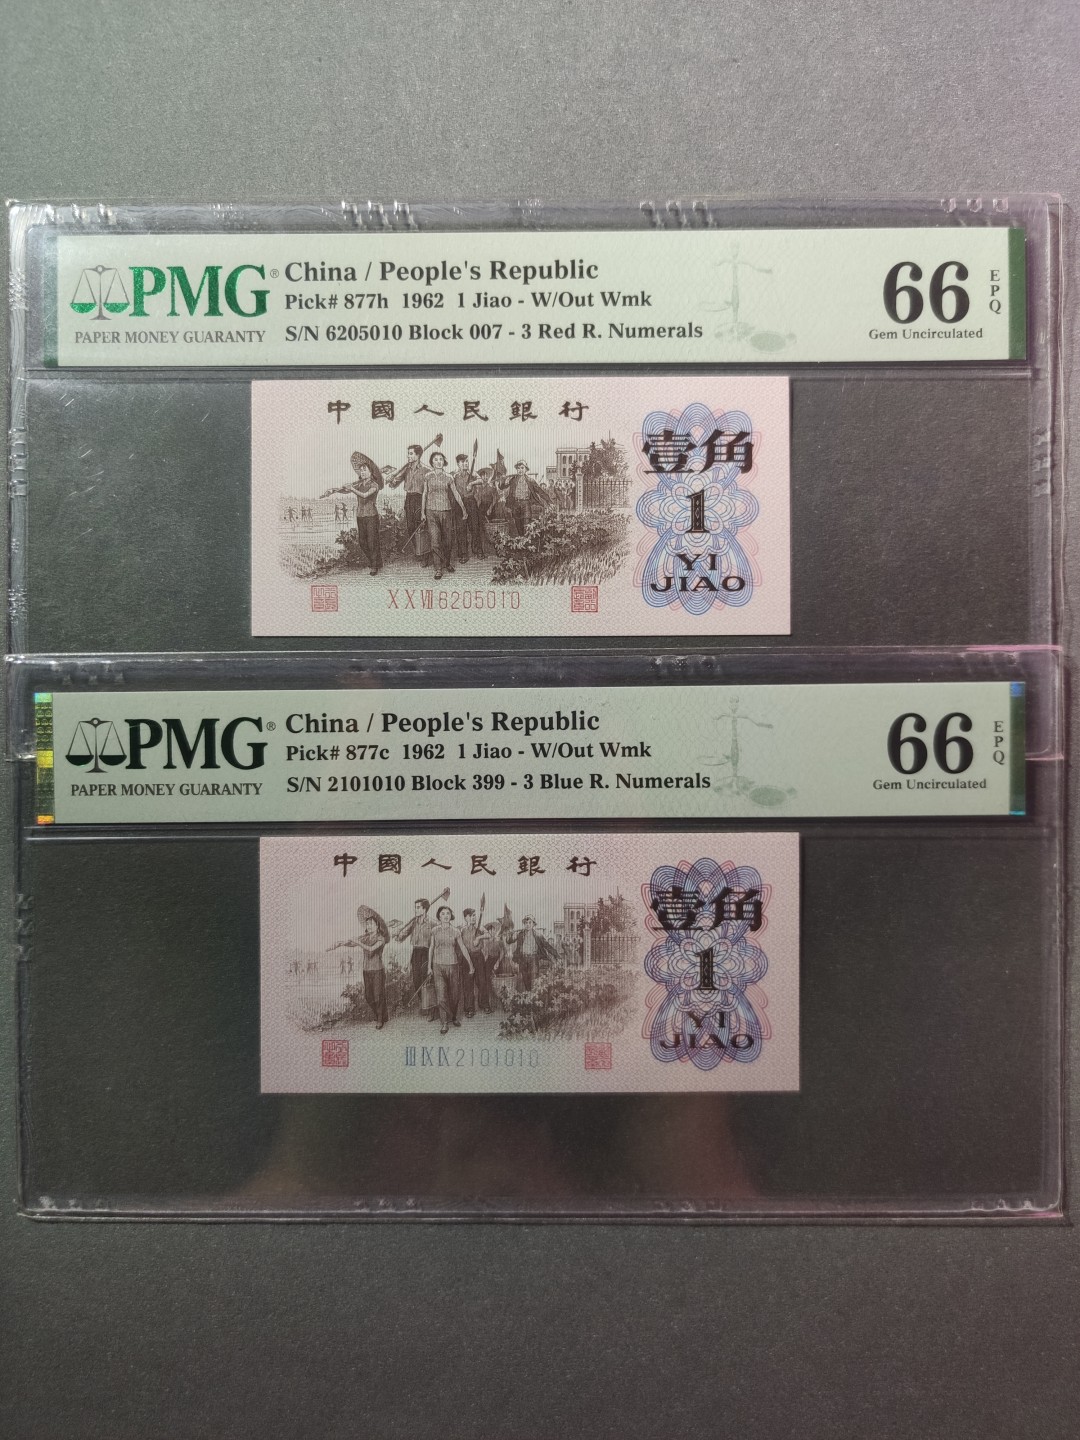 PMG®
PAPER MONEY GUARANTY
China / People's Republic
Pick# 877h 1962 1 Jiao - W/Out Wmk
S/N 6205010 Block 007 - 3 Red R. Numerals
66
EPQ
Gem Uncirculated
中國人民銀行
壹角
1
YI
JIAO
XXVII6205010
PMG®
PAPER MONEY GUARANTY
China / People's Republic
Pick# 877c 1962 1 Jiao - W/Out Wmk
S/N 2101010 Block 399 - 3 Blue R. Numerals
66
EPQ
Gem Uncirculated
中國人民銀行
壹角
1
YI
JIAO
III IX IX 2101010